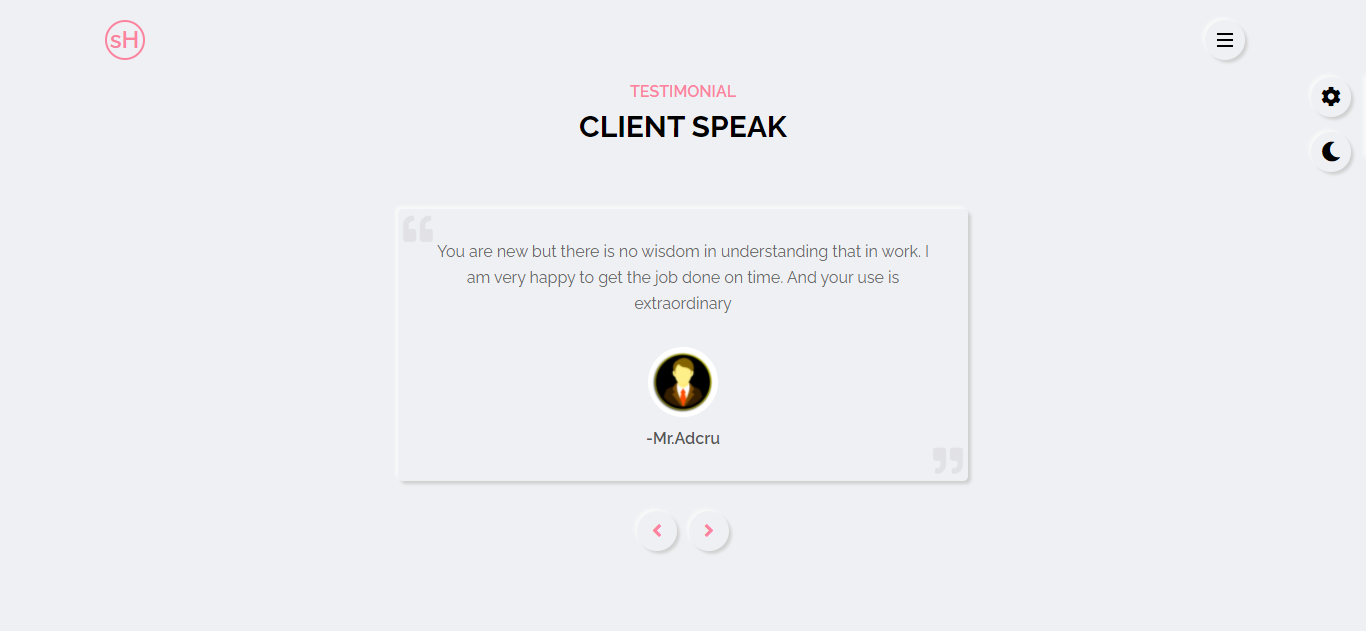 sH
TESTIMONIAL
CLIENT SPEAK
You are new but there is no wisdom in understanding that in work. I
am very happy to get the job done on time. And your use is
extraordinary
-Mr.Adcru